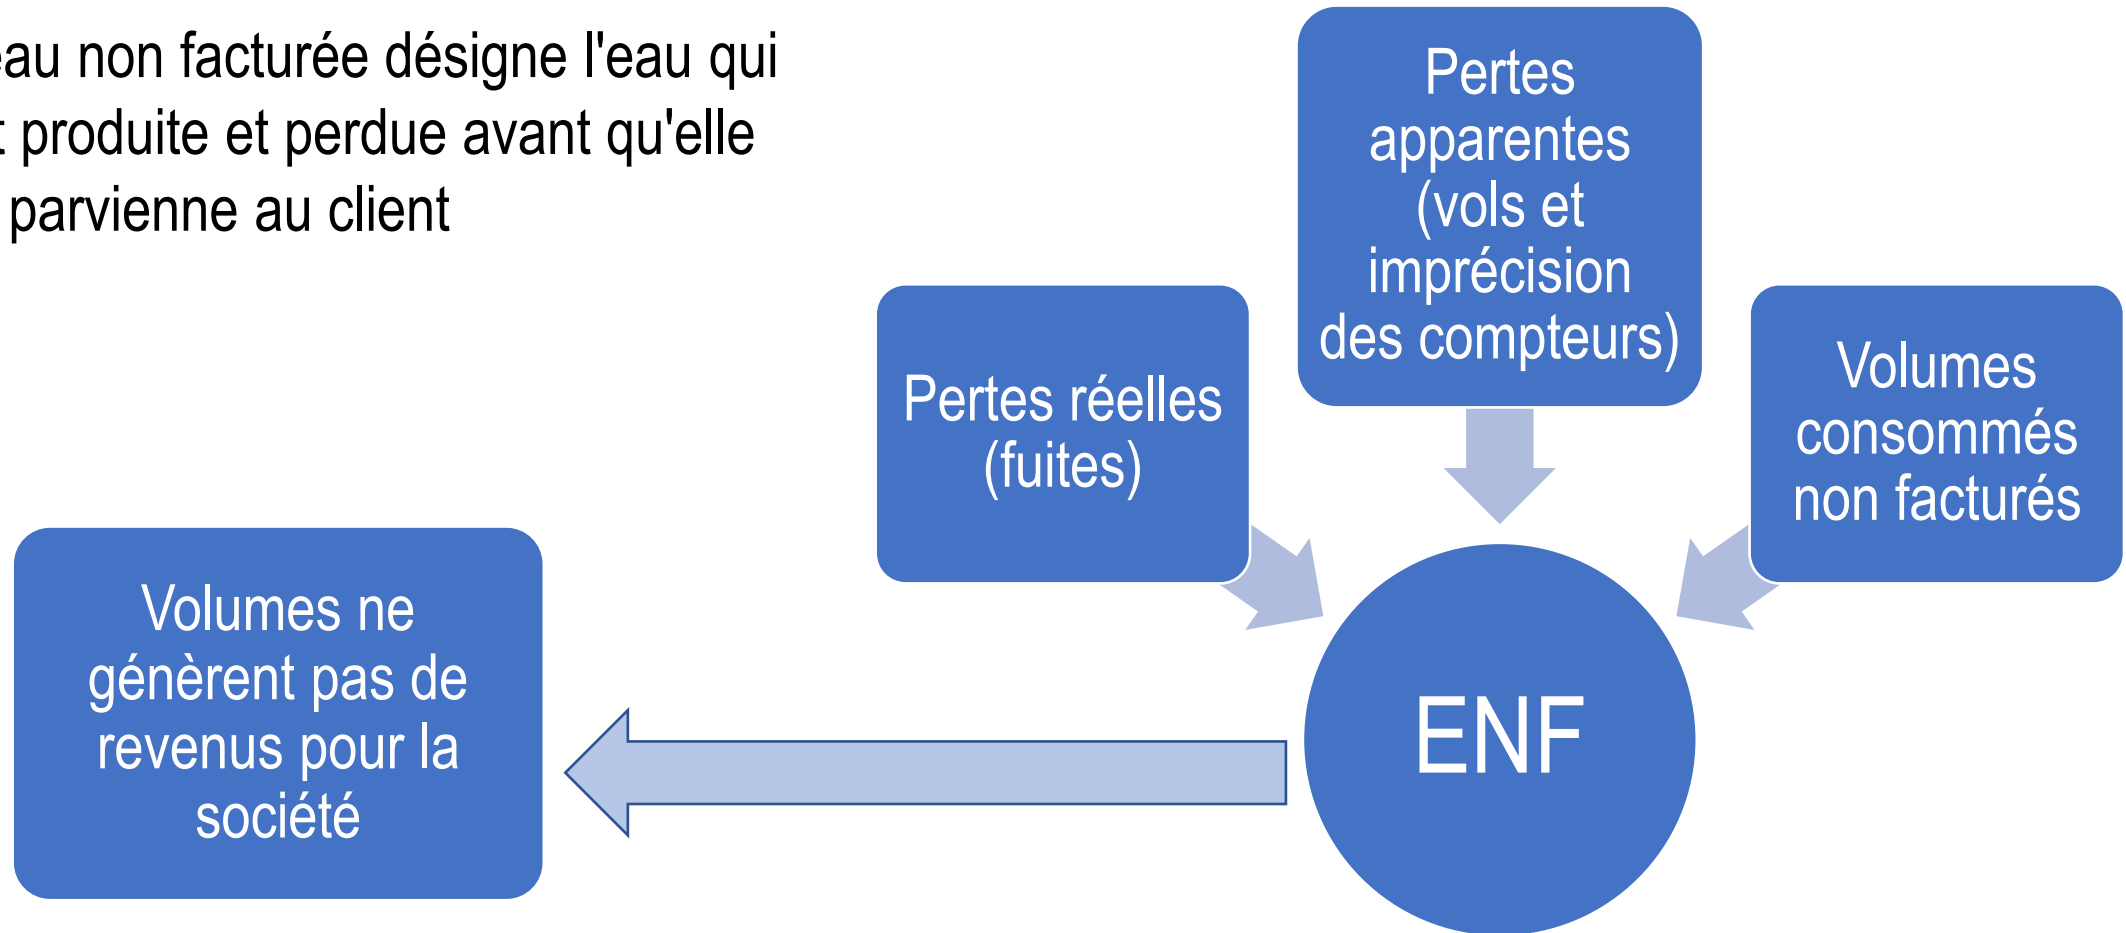 eau non facturée désigne l'eau qui
t produite et perdue avant qu'elle
parvienne au client
Pertes
apparentes
(vols et
imprécision
des compteurs)
Pertes réelles
(fuites)
Volumes
consommés
non facturés
Volumes ne
génèrent pas de
revenus pour la
société
ENF